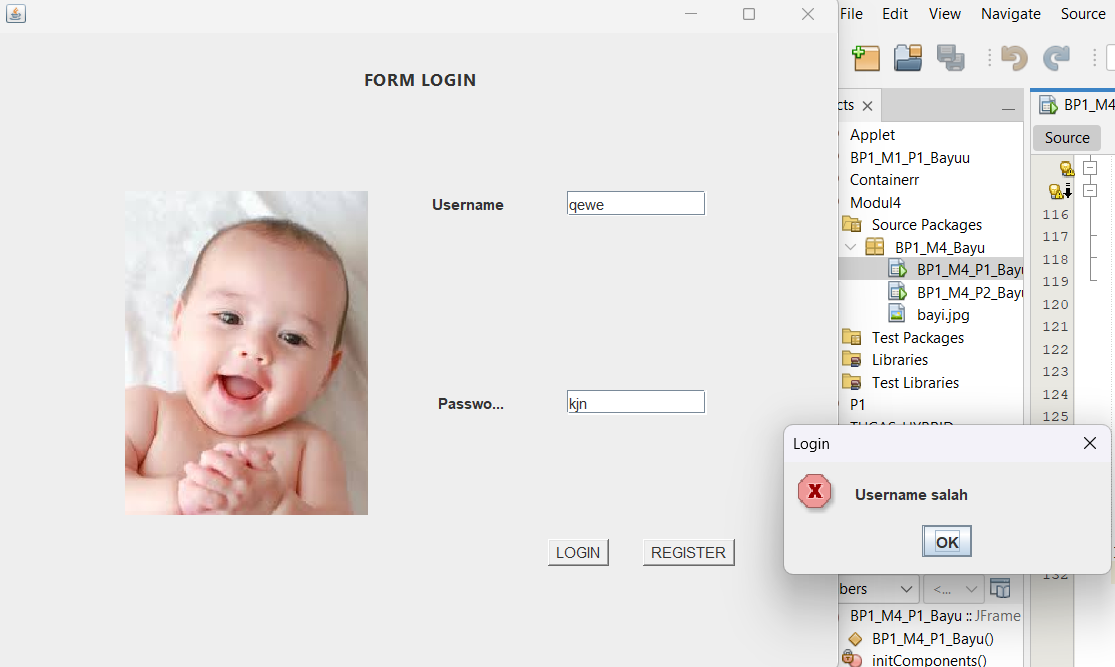 File Edit View Navigate Source
FORM LOGIN
Username
qewe
Passwo...
kjn
LOGIN
REGISTER
cts
Applet
BP1_M1_P1_Bayuu
Containerr
Modul4
Source Packages
BP1_M4_Bayu
BP1_M4_P1_Bayu
BP1_M4_P2_Bayu
bayi.jpg
Test Packages
Libraries
Test Libraries
P1
TUGAS_HYBRID
BP1_M4
Source
116
117
118
119
120
121
122
123
124
125
Login
Username salah
OK
132
bers
<...
BP1_M4_P1_Bayu :: JFrame
BP1_M4_P1_Bayu()
initComponents()